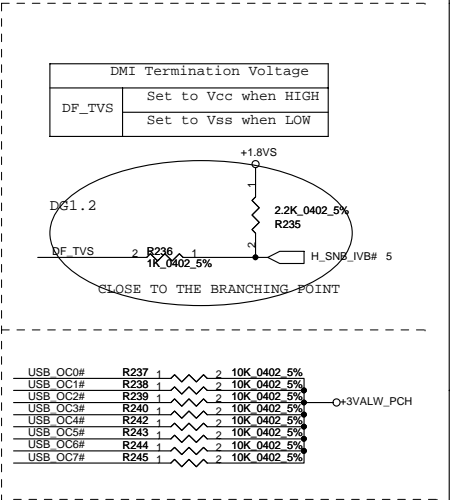 DMI Termination Voltage
DF_TVS
Set to Vcc when HIGH
Set to Vss when LOW
+1.8VS
DG1.2
1
2.2K_0402_5%
R235
2
DF_TVS 2 R236 1 H_SNB_IVB# 5
1K_0402_5%
CLOSE TO THE BRANCHING POINT
USB_OC0# R237 1 2 10K_0402_5%
USB_OC1# R238 1 2 10K_0402_5%
USB_OC2# R239 1 2 10K_0402_5% +3VALW_PCH
USB_OC3# R240 1 2 10K_0402_5%
USB_OC4# R242 1 2 10K_0402_5%
USB_OC5# R243 1 2 10K_0402_5%
USB_OC6# R244 1 2 10K_0402_5%
USB_OC7# R245 1 2 10K_0402_5%